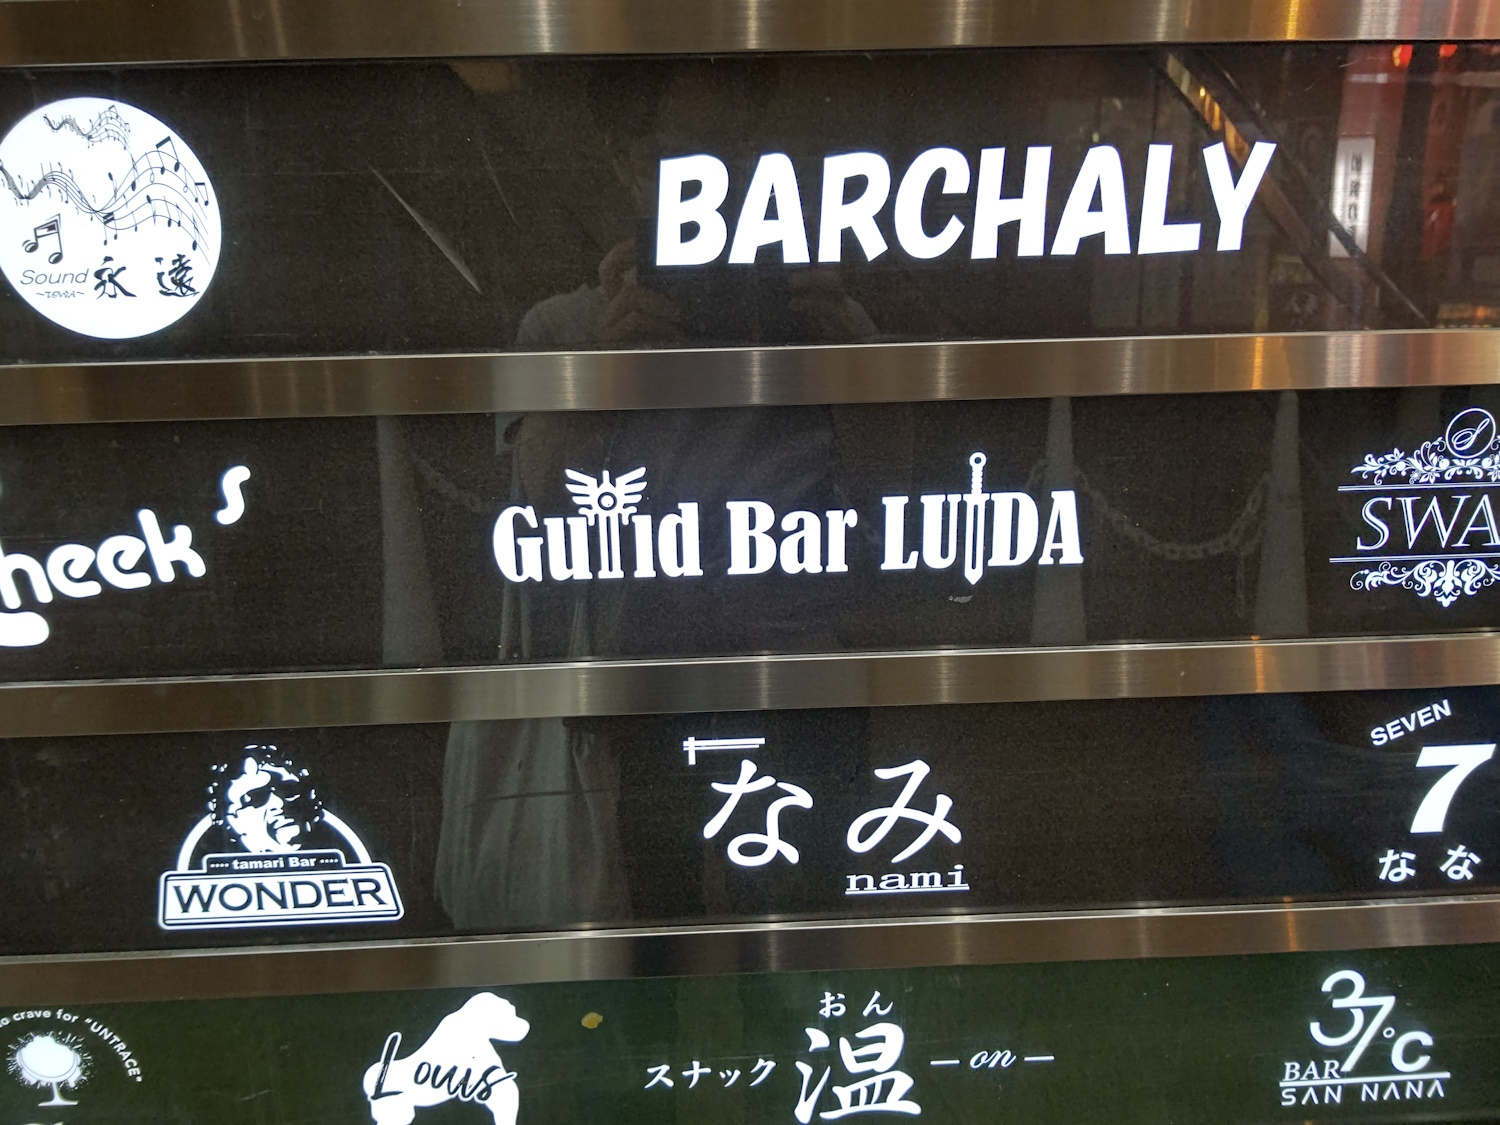 Sound 永遠
~TOWA~
BARCHALY
heek's
Guild Bar LUIDA
SWA
tamari Bar
WONDER
なみ
nami
SEVEN
7
なな
crave for "UNTRACE"
Louis
おん
スナック 温 - on -
37°C
BAR
SAN NANA